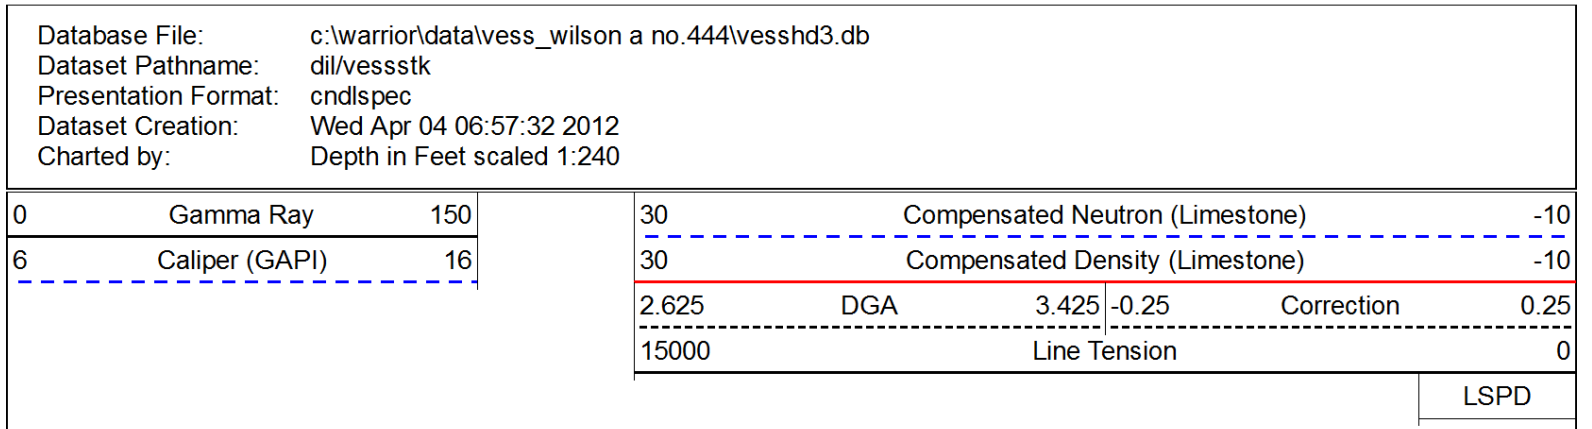 Database File: c:\warrior\data\vess_wilson a no.444\vesshd3.db
Dataset Pathname: dil/vessstk
Presentation Format: cndlspec
Dataset Creation: Wed Apr 04 06:57:32 2012
Charted by: Depth in Feet scaled 1:240
0 Gamma Ray 150 30 Compensated Neutron (Limestone) -10
6 Caliper (GAPI) 16 30 Compensated Density (Limestone) -10
2.625 DGA 3.425 -0.25 Correction 0.25
15000 Line Tension 0
LSPD